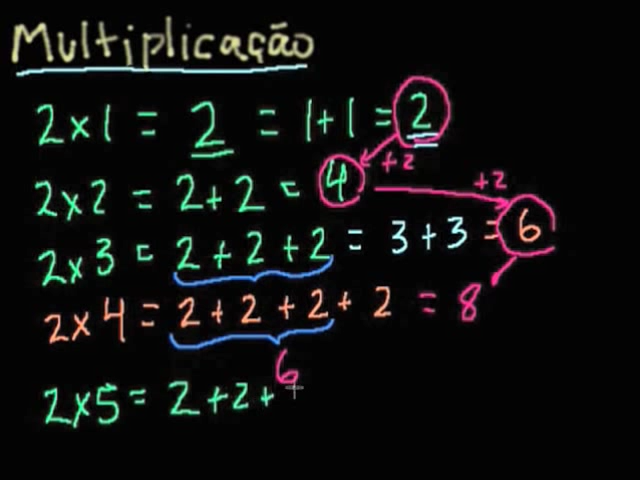 Multiplicação
2x1 = 2 = 1+1 = 2
+2
2x2 = 2+2 = 4 +2
2x3 = 2+2+2 = 3+3 = 6
2x4 = 2+2+2+2 = 8
6
2x5 = 2+2+